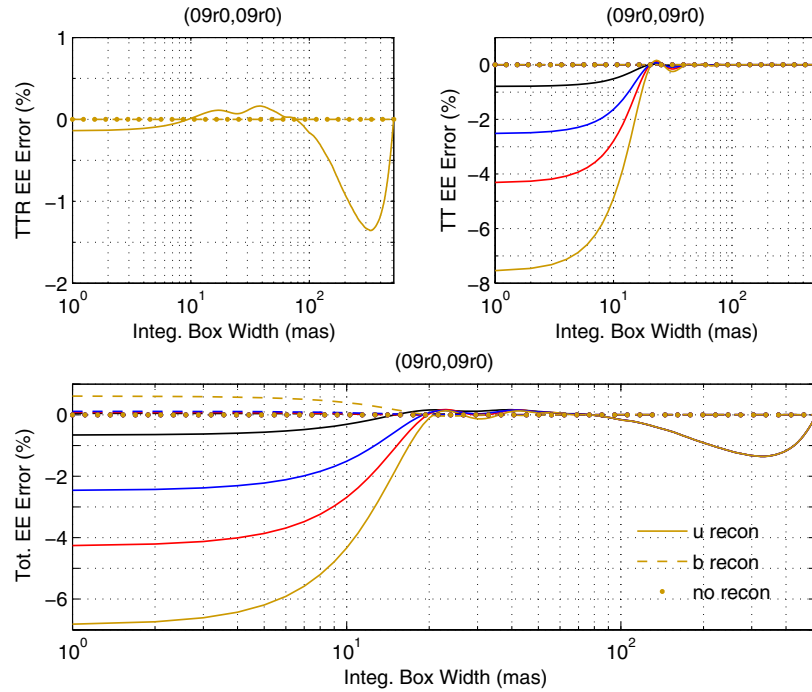 (09r0,09r0)
1
0
−1
−2
TTR EE Error (%)
10^0
10^1
10^2
Integ. Box Width (mas)
(09r0,09r0)
0
−2
−4
−6
−8
TT EE Error (%)
10^0
10^1
10^2
Integ. Box Width (mas)
(09r0,09r0)
0
−2
−4
−6
Tot. EE Error (%)
u recon
b recon
no recon
10^0
10^1
10^2
Integ. Box Width (mas)